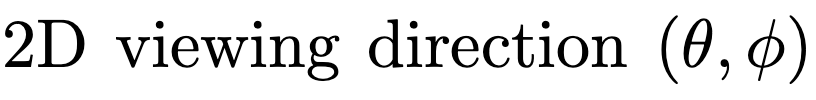 2D viewing direction (θ, ϕ)